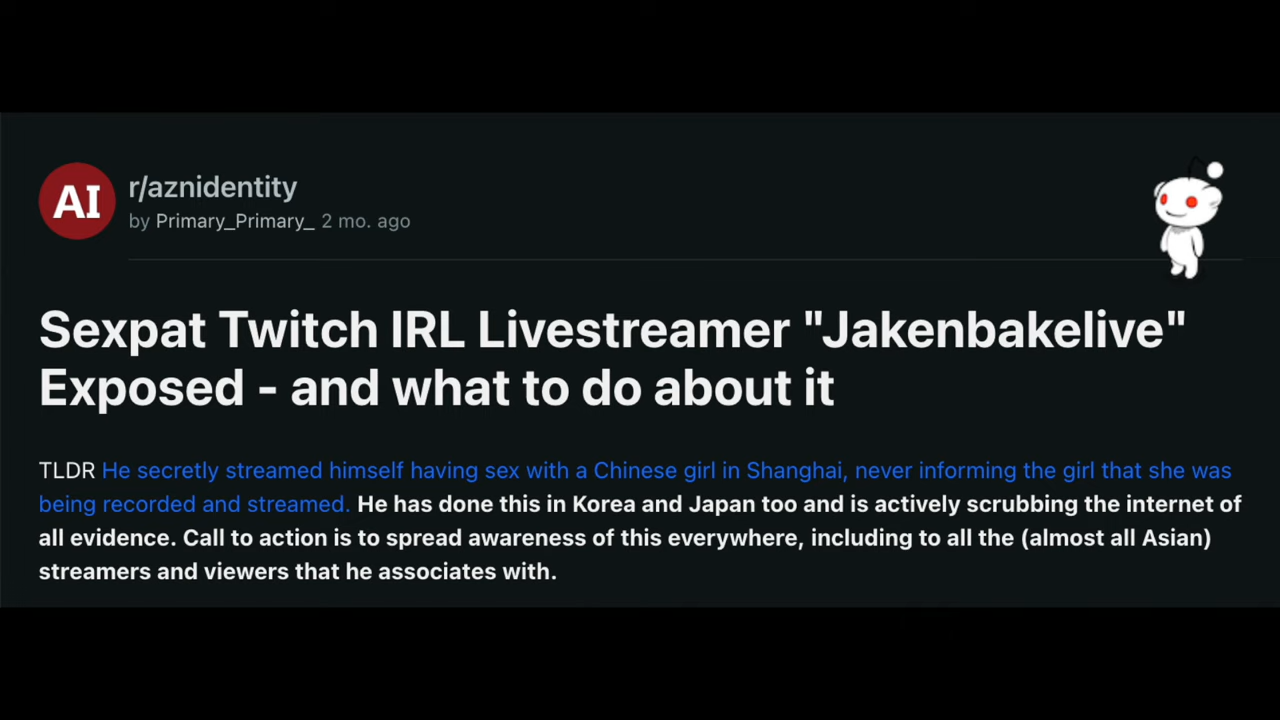 AI
r/aznidentity
by Primary_Primary_ 2 mo. ago
Sexpat Twitch IRL Livestreamer "Jakenbakelive"
Exposed - and what to do about it
TLDR He secretly streamed himself having sex with a Chinese girl in Shanghai, never informing the girl that she was
being recorded and streamed. He has done this in Korea and Japan too and is actively scrubbing the internet of
all evidence. Call to action is to spread awareness of this everywhere, including to all the (almost all Asian)
streamers and viewers that he associates with.